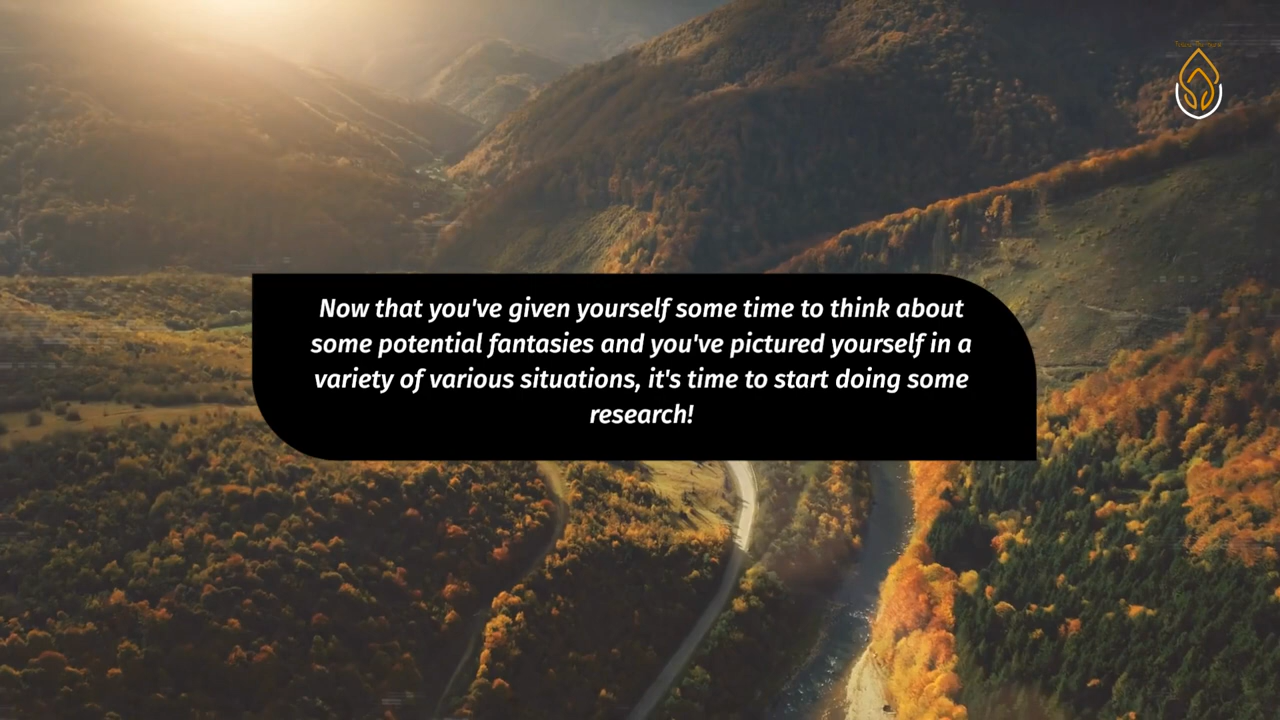 Now that you've given yourself some time to think about
some potential fantasies and you've pictured yourself in a
variety of various situations, it's time to start doing some
research!